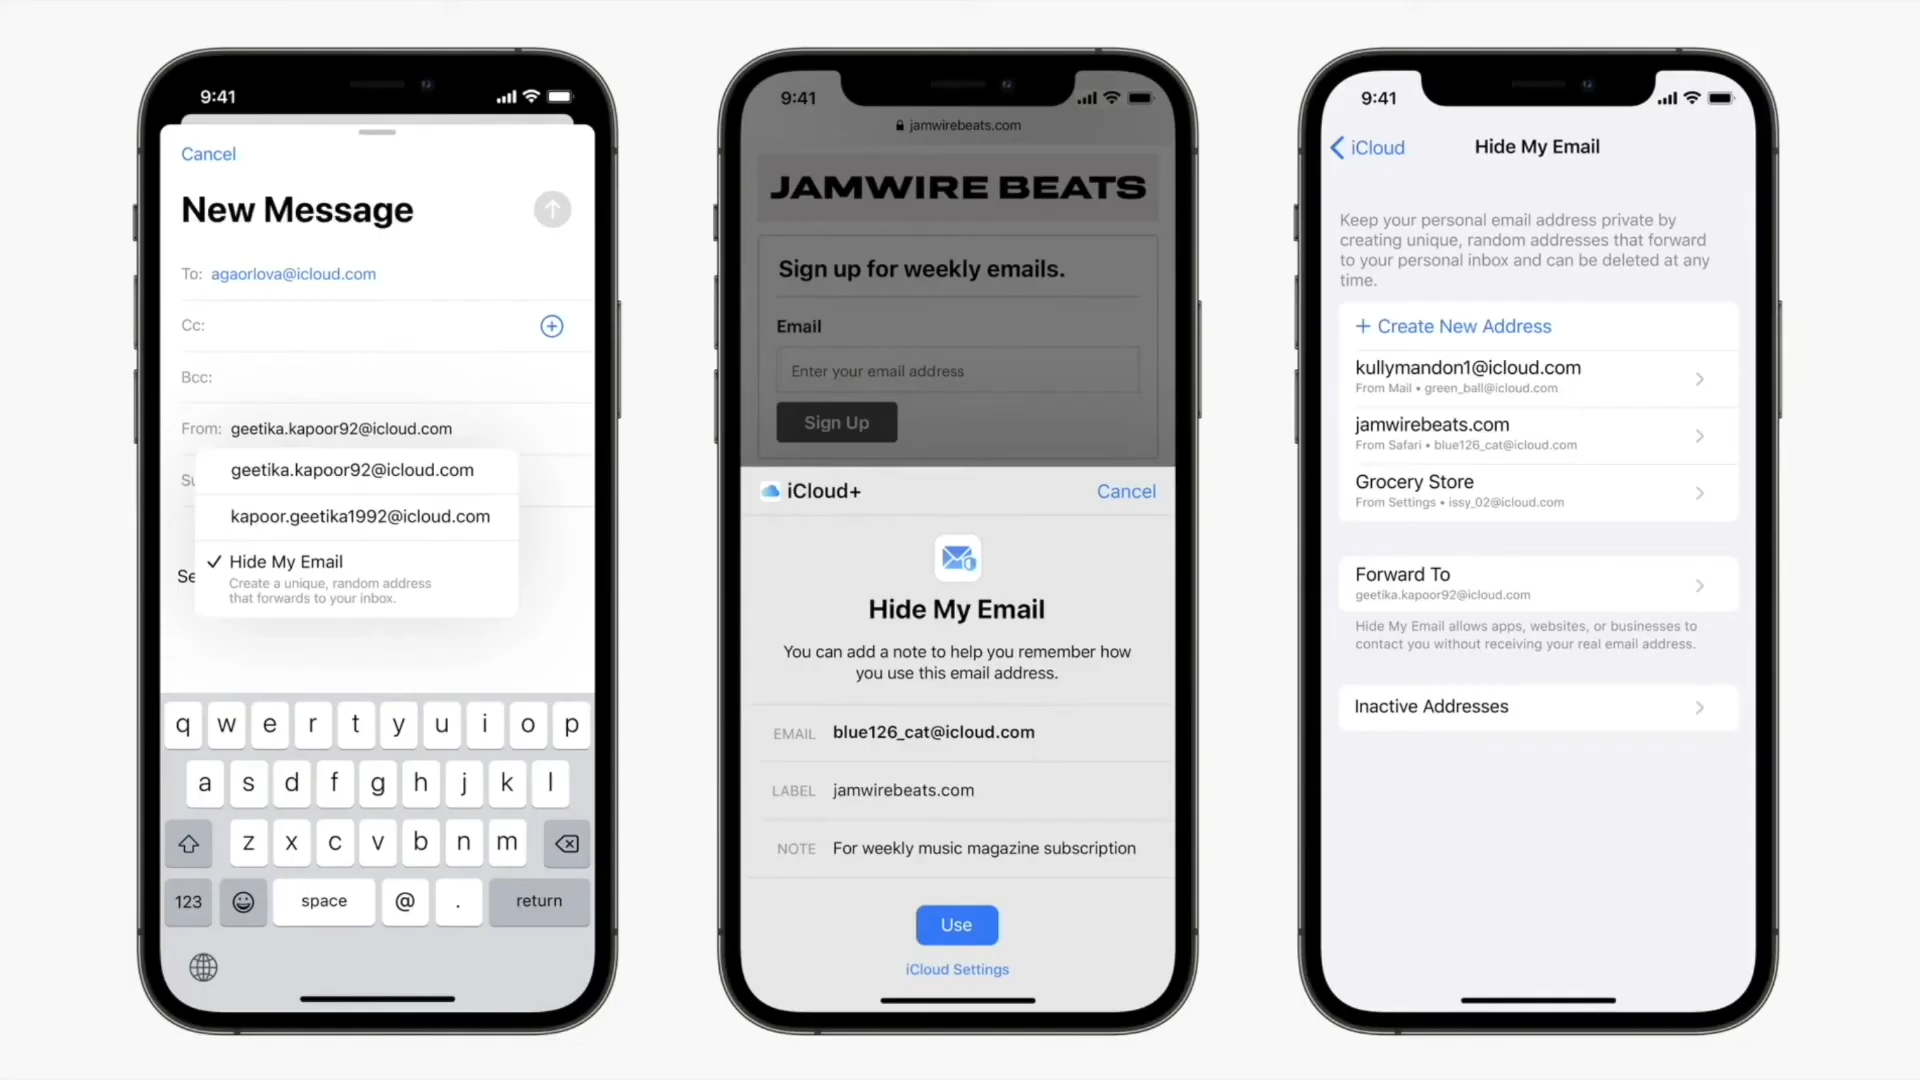 9:41
Cancel
New Message
To: agaorlova@icloud.com
Cc:
Bcc:
From: geetika.kapoor92@icloud.com
Su
geetika.kapoor92@icloud.com
kapoor.geetika1992@icloud.com
Hide My Email
Create a unique, random address
that forwards to your inbox.
Se
q w e r t y u i o p
a s d f g h j k l
z x c v b n m
123 space @ . return
9:41
jamwirebeats.com
JAMWIRE BEATS
Sign up for weekly emails.
Email
Enter your email address
Sign Up
iCloud+ Cancel
Hide My Email
You can add a note to help you remember how
you use this email address.
EMAIL blue126_cat@icloud.com
LABEL jamwirebeats.com
NOTE For weekly music magazine subscription
Use
iCloud Settings
9:41
iCloud Hide My Email
Keep your personal email address private by
creating unique, random addresses that forward
to your personal inbox and can be deleted at any
time.
+ Create New Address
kullymandon1@icloud.com
From Mail • green_ball@icloud.com
jamwirebeats.com
From Safari • blue126_cat@icloud.com
Grocery Store
From Settings • issy_02@icloud.com
Forward To
geetika.kapoor92@icloud.com
Hide My Email allows apps, websites, or businesses to
contact you without receiving your real email address.
Inactive Addresses